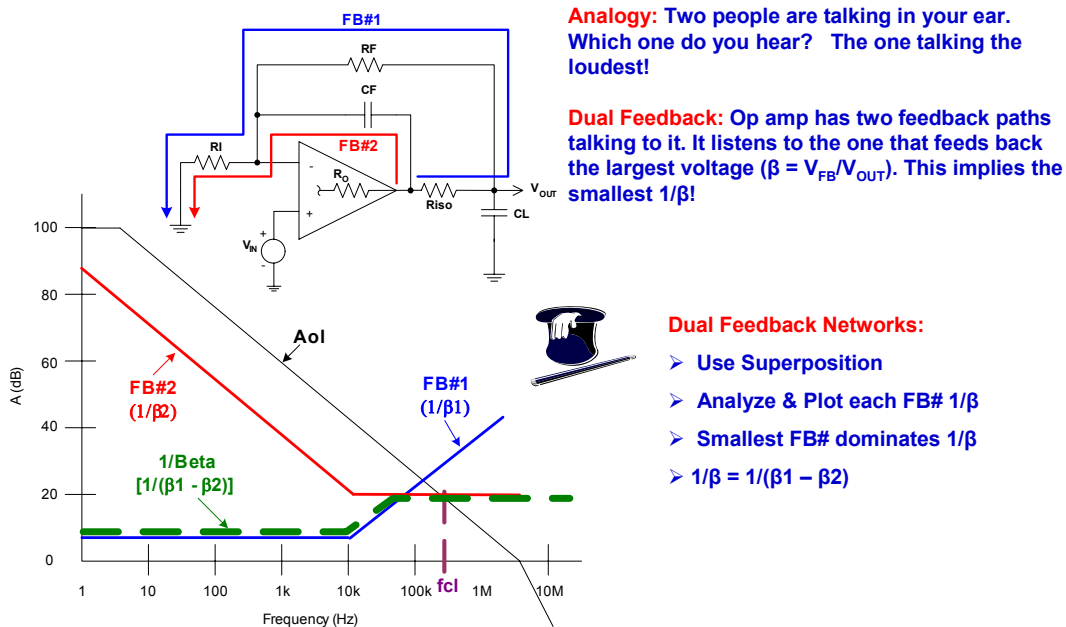 FB#1
RF
CF
FB#2
RI
-
RO
+
Riso
VOUT
CL
+
VIN
-
Analogy: Two people are talking in your ear.
Which one do you hear? The one talking the
loudest!
Dual Feedback: Op amp has two feedback paths
talking to it. It listens to the one that feeds back
the largest voltage (β = VFB/VOUT). This implies the
smallest 1/β!
100
80
60
40
20
0
A (dB)
Aol
FB#2
(1/β2)
FB#1
(1/β1)
1/Beta
[1/(β1 - β2)]
fcl
1 10 100 1k 10k 100k 1M 10M
Frequency (Hz)
Dual Feedback Networks:
➢ Use Superposition
➢ Analyze & Plot each FB# 1/β
➢ Smallest FB# dominates 1/β
➢ 1/β = 1/(β1 – β2)